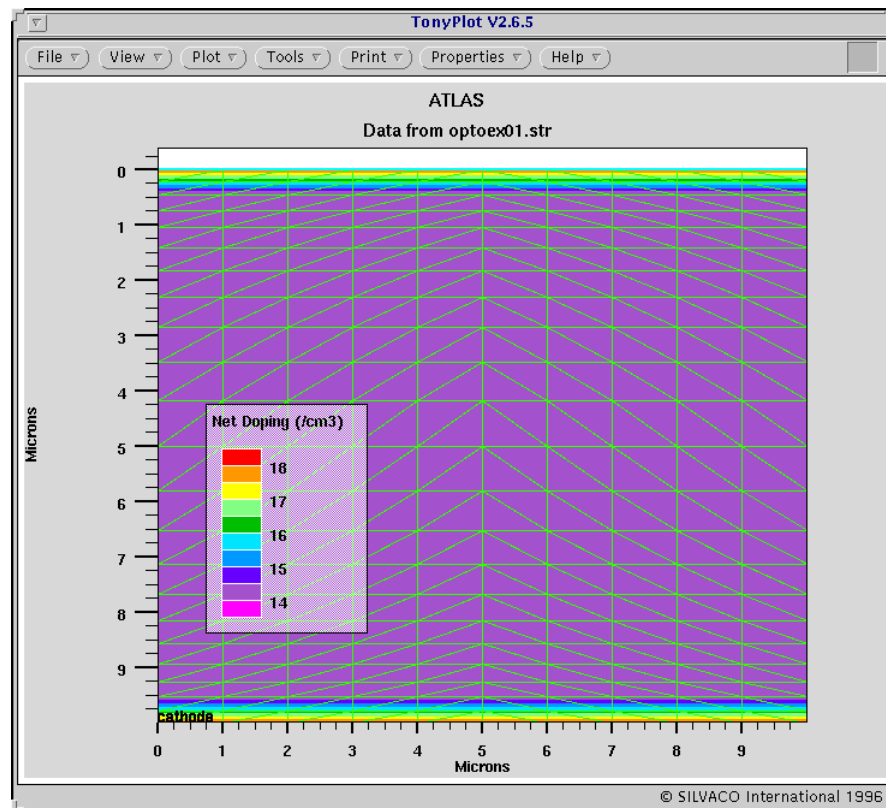 TonyPlot V2.6.5
File View Plot Tools Print Properties Help
ATLAS
Data from optoex01.str
0
1
2
3
4
5
6
7
8
9
Microns
Net Doping (/cm3)
18
17
16
15
14
cathode
0 1 2 3 4 5 6 7 8 9
Microns
© SILVACO International 1996